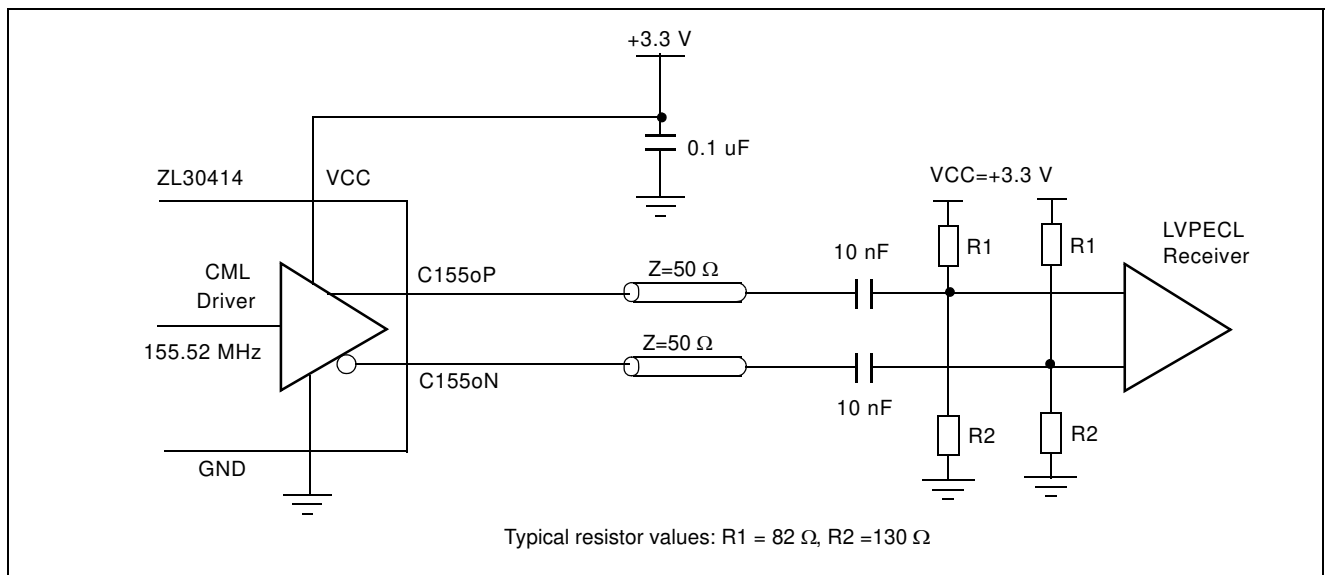 +3.3 V
0.1 uF
ZL30414
VCC
VCC=+3.3 V
R1
R1
LVPECL
Receiver
10 nF
CML
Driver
C155oP
Z=50 Ω
155.52 MHz
Z=50 Ω
C155oN
10 nF
R2
R2
GND
Typical resistor values: R1 = 82 Ω, R2 =130 Ω